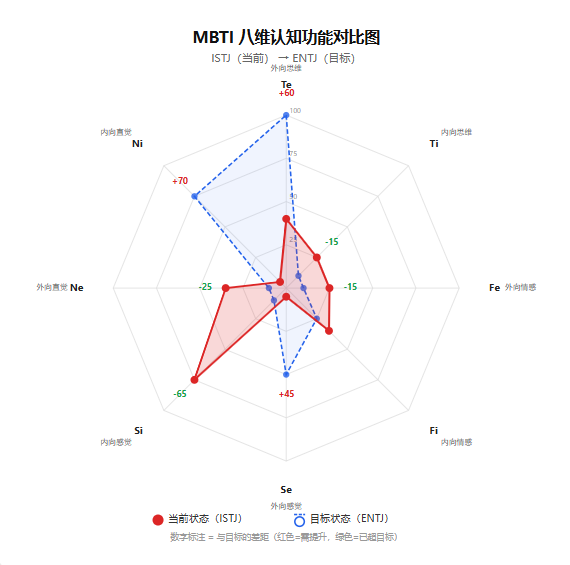 MBTI 八维认知功能对比图
ISTJ（当前） → ENTJ（目标）
外向思维
Te
+60
100
内向直觉
Ni
内向思维
Ti
75
+70
50
25
-15
外向直觉 Ne
-25
-15
Fe 外向情感
-65
+45
Si
内向感觉
Fi
内向情感
Se
外向感觉
当前状态（ISTJ）
目标状态（ENTJ）
数字标注 = 与目标的差距（红色=需提升，绿色=已超目标）